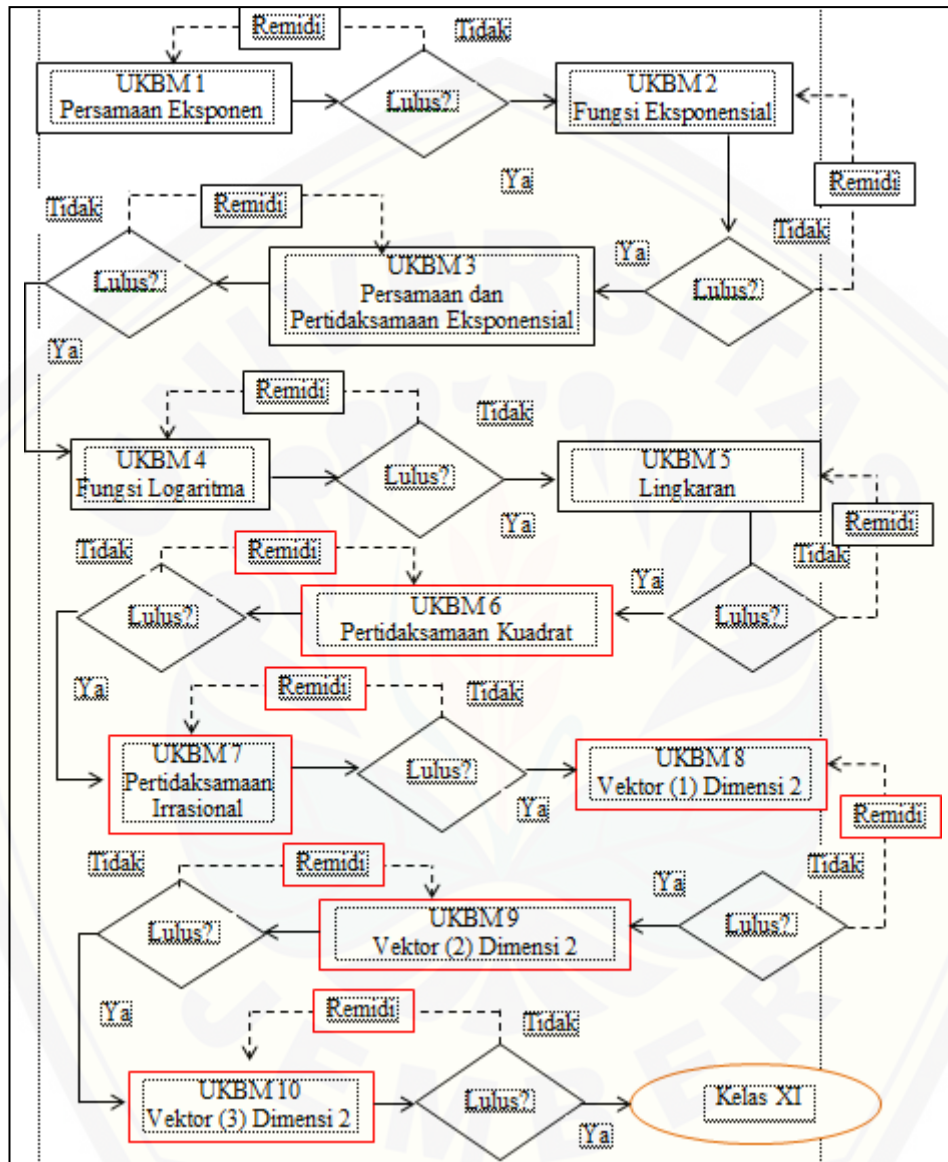 Remidi
Tidak
UKBM 1
Persamaan Eksponen
Lulus?
UKBM 2
Fungsi Eksponensial
Ya
Remidi
Tidak
Remidi
Tidak
Lulus?
UKBM 3
Persamaan dan
Pertidaksamaan Eksponensial
Ya
Lulus?
Ya
Remidi
Tidak
UKBM 4
Fungsi Logaritma
Lulus?
UKBM 5
Lingkaran
Ya
Remidi
Tidak
Remidi
Tidak
Lulus?
UKBM 6
Pertidaksamaan Kuadrat
Ya
Lulus?
Ya
Remidi
Tidak
UKBM 7
Pertidaksamaan
Irrasional
Lulus?
UKBM 8
Vektor (1) Dimensi 2
Ya
Remidi
Tidak
Remidi
Tidak
Lulus?
UKBM 9
Vektor (2) Dimensi 2
Ya
Lulus?
Ya
Remidi
Tidak
UKBM 10
Vektor (3) Dimensi 2
Lulus?
Ya
Kelas XI
UNIVERSITAS
JEMBER